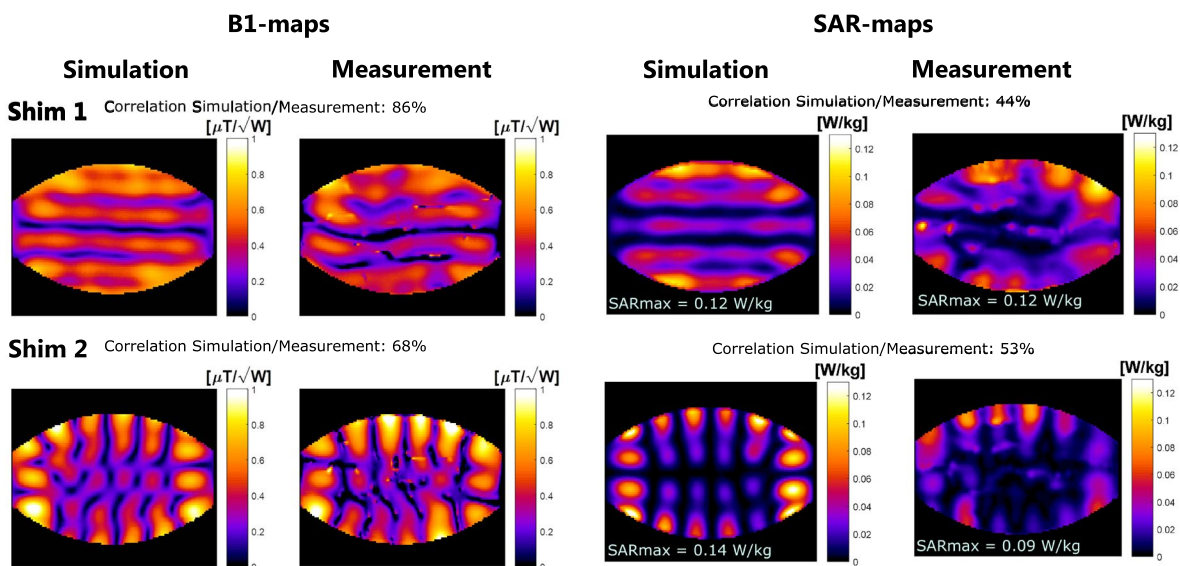 B1-maps SAR-maps
Simulation Measurement Simulation Measurement
Shim 1 Correlation Simulation/Measurement: 86% Correlation Simulation/Measurement: 44%
[μT/√W] [μT/√W] [W/kg] [W/kg]
1 1 0.12 0.12
0.8 0.8 0.1 0.1
0.6 0.6 0.08 0.08
0.4 0.4 0.06 0.06
0.2 0.2 0.04 0.04
0 0 0.02 0.02
0 0
SARmax = 0.12 W/kg SARmax = 0.12 W/kg
Shim 2 Correlation Simulation/Measurement: 68% Correlation Simulation/Measurement: 53%
[μT/√W] [μT/√W] [W/kg] [W/kg]
1 1 0.12 0.12
0.8 0.8 0.1 0.1
0.6 0.6 0.08 0.08
0.4 0.4 0.06 0.06
0.2 0.2 0.04 0.04
0.02 0.02
0 0
SARmax = 0.14 W/kg SARmax = 0.09 W/kg